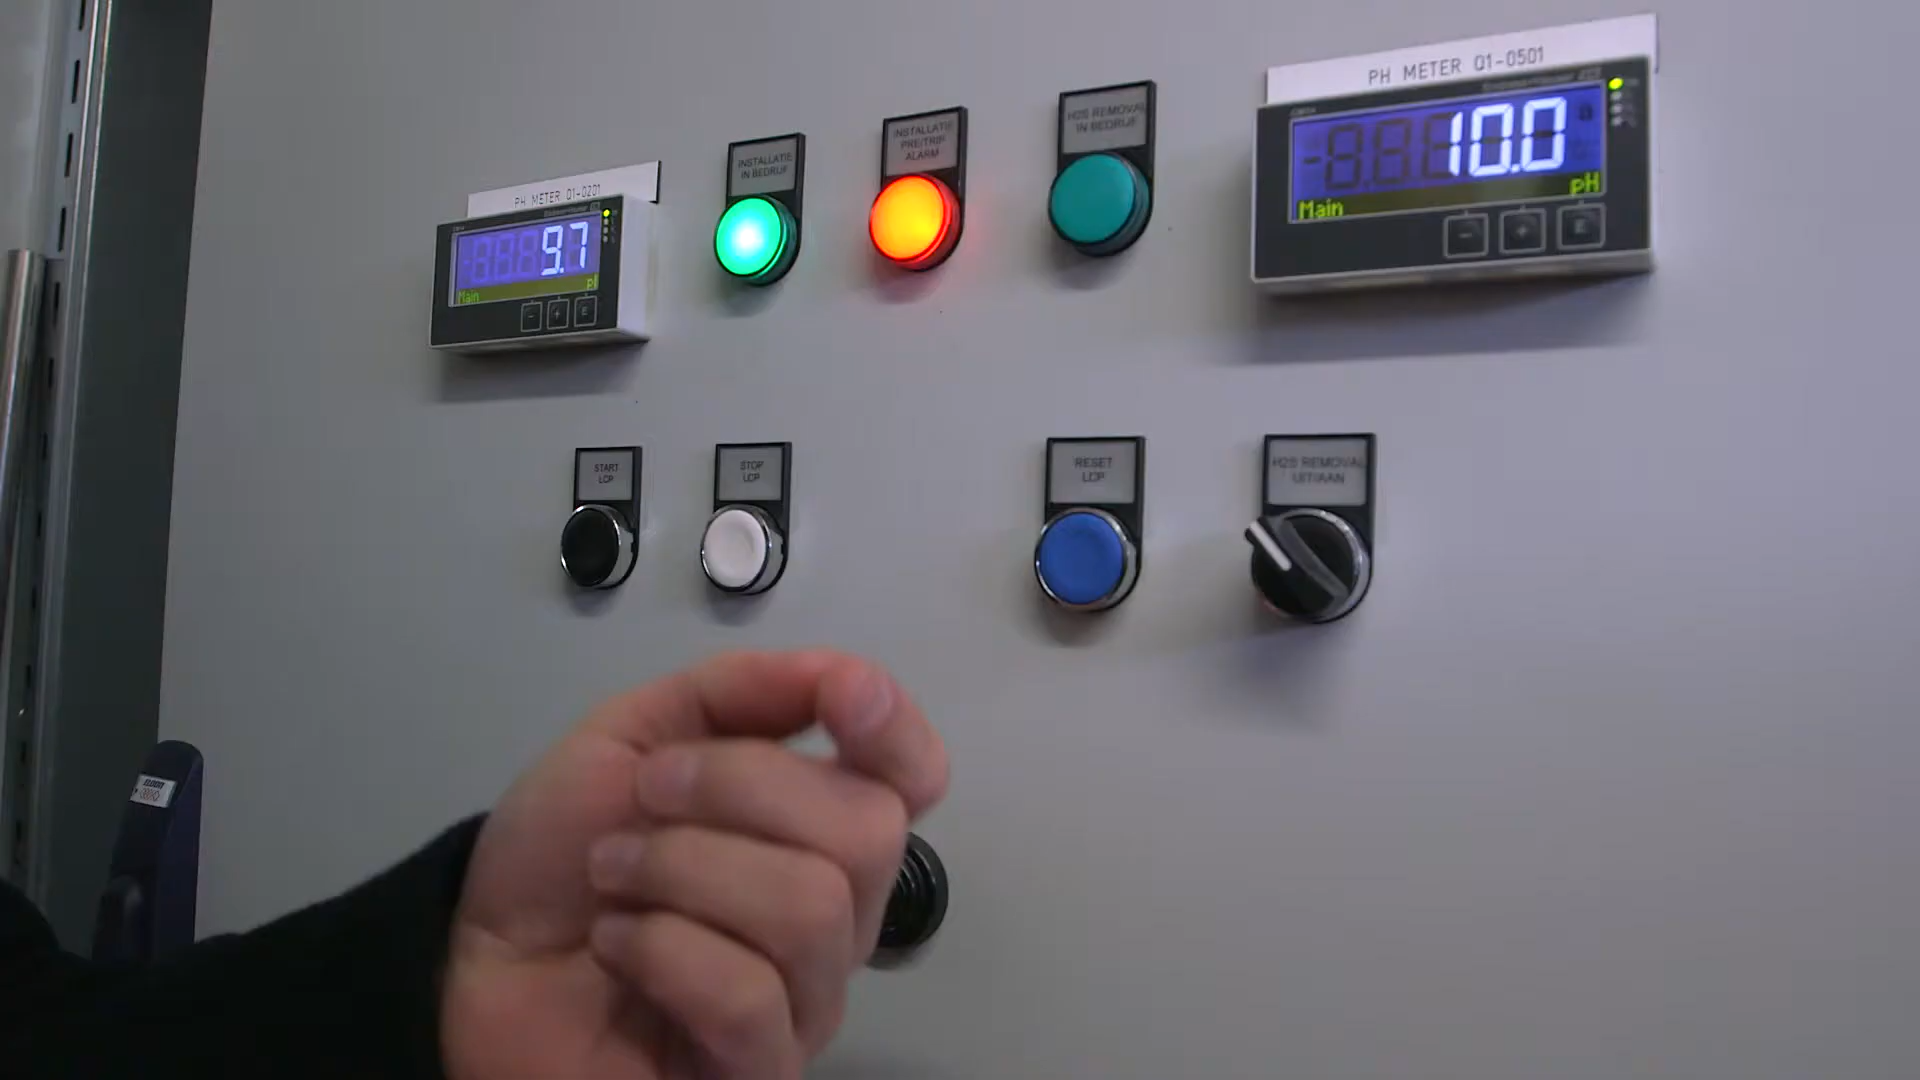 PH METER Q1-0201
9.7
Main
pH
INSTALLATIE
IN BEDRIJF
INSTALLATIE
PRE/TRIP
ALARM
H2S REMOVAL
IN BEDRIJF
PH METER Q1-0501
10.0
Main
pH
- + E
- + E
START
LCP
STOP
LCP
RESET
LCP
H2S REMOVAL
UIT/AAN